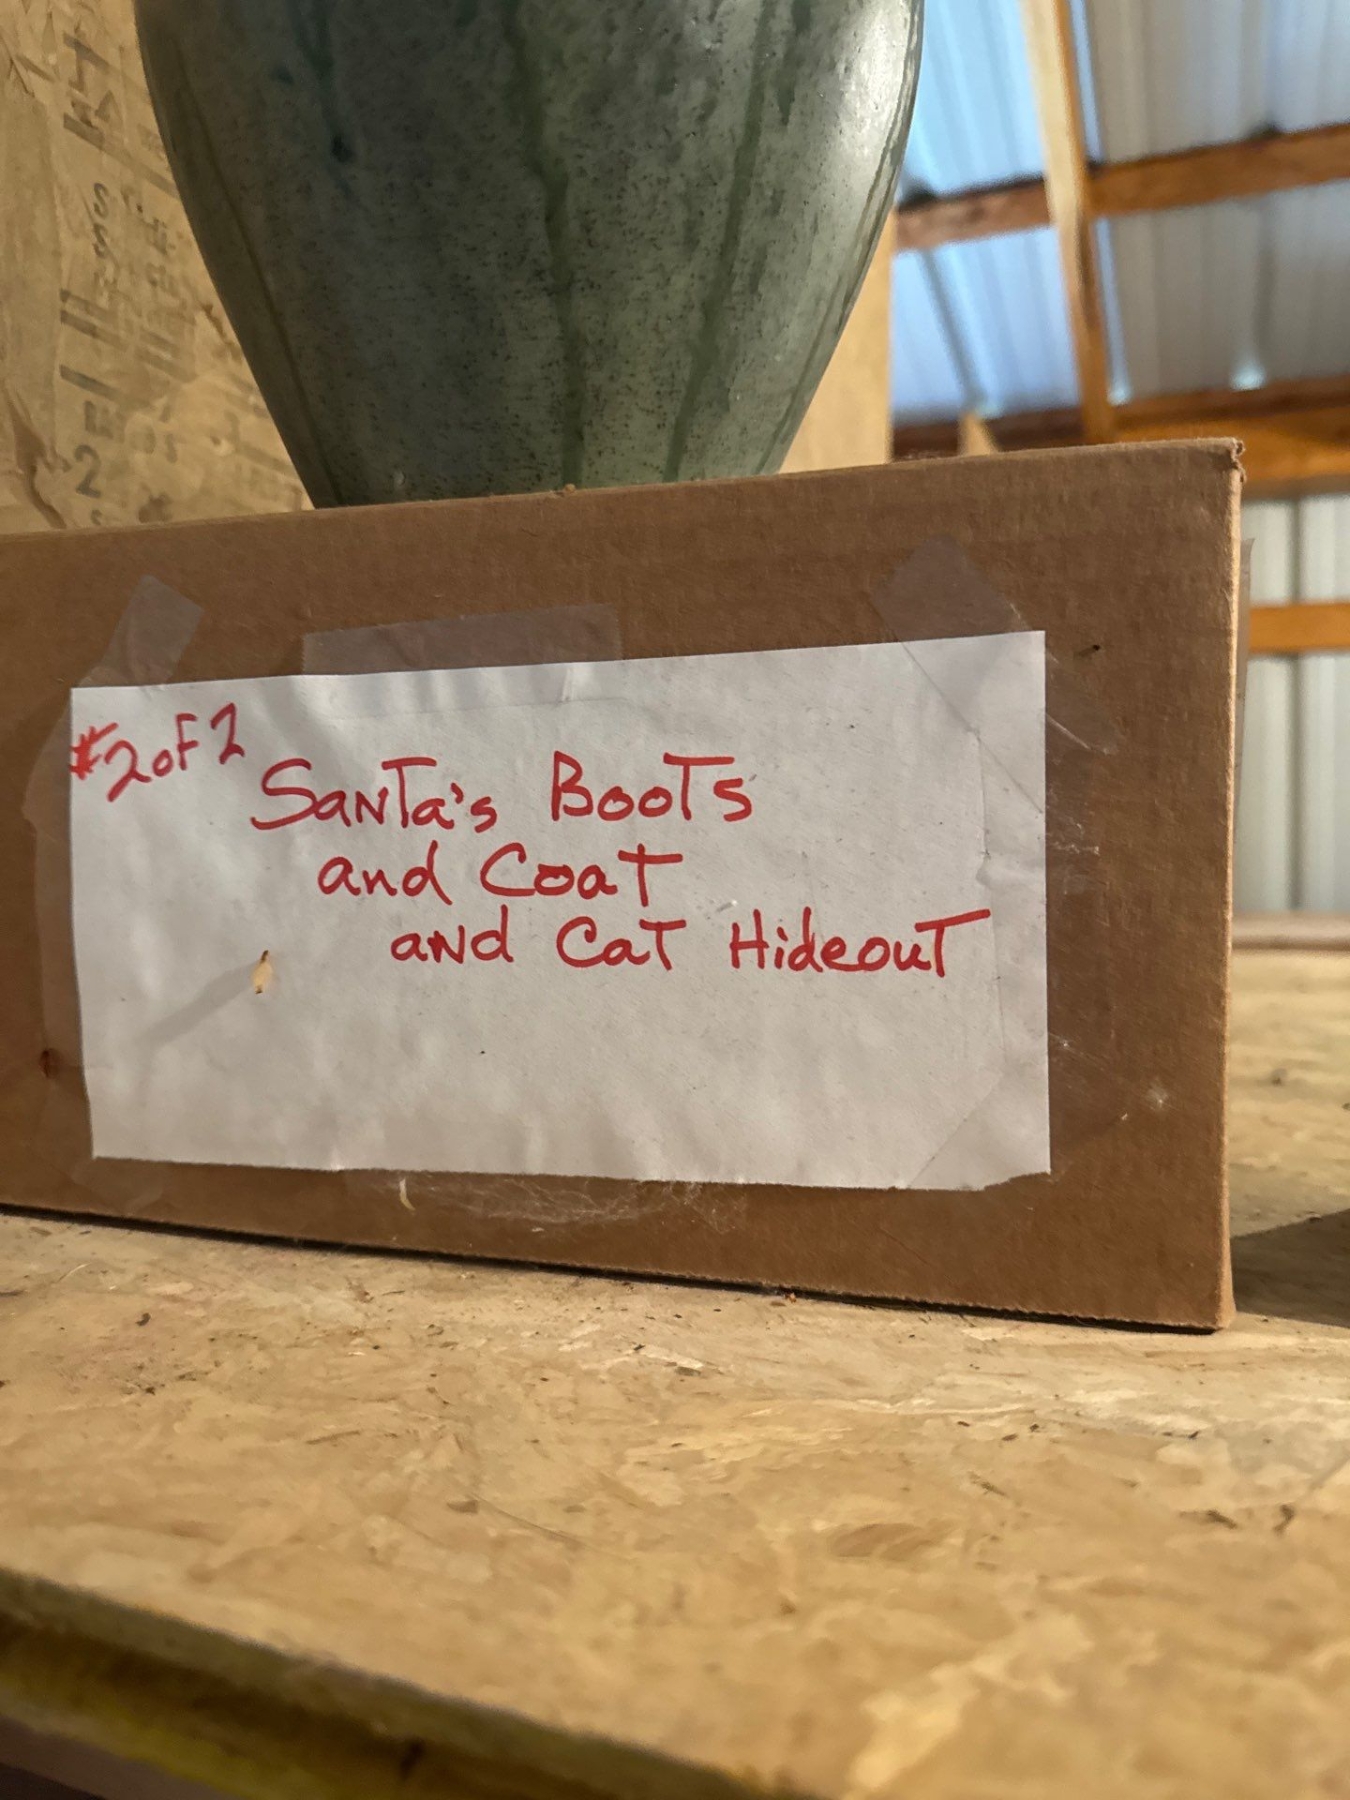 #2 of 2
Santa's Boots
and Coat
and Cat Hideout